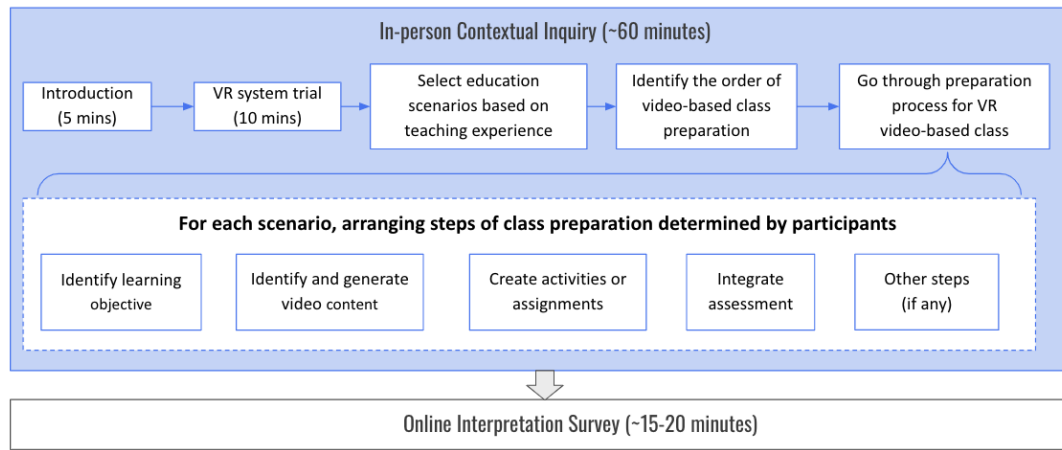 In-person Contextual Inquiry (~60 minutes)
Introduction
(5 mins)
VR system trial
(10 mins)
Select education
scenarios based on
teaching experience
Identify the order of
video-based class
preparation
Go through preparation
process for VR
video-based class
For each scenario, arranging steps of class preparation determined by participants
Identify learning
objective
Identify and generate
video content
Create activities or
assignments
Integrate
assessment
Other steps
(if any)
Online Interpretation Survey (~15-20 minutes)